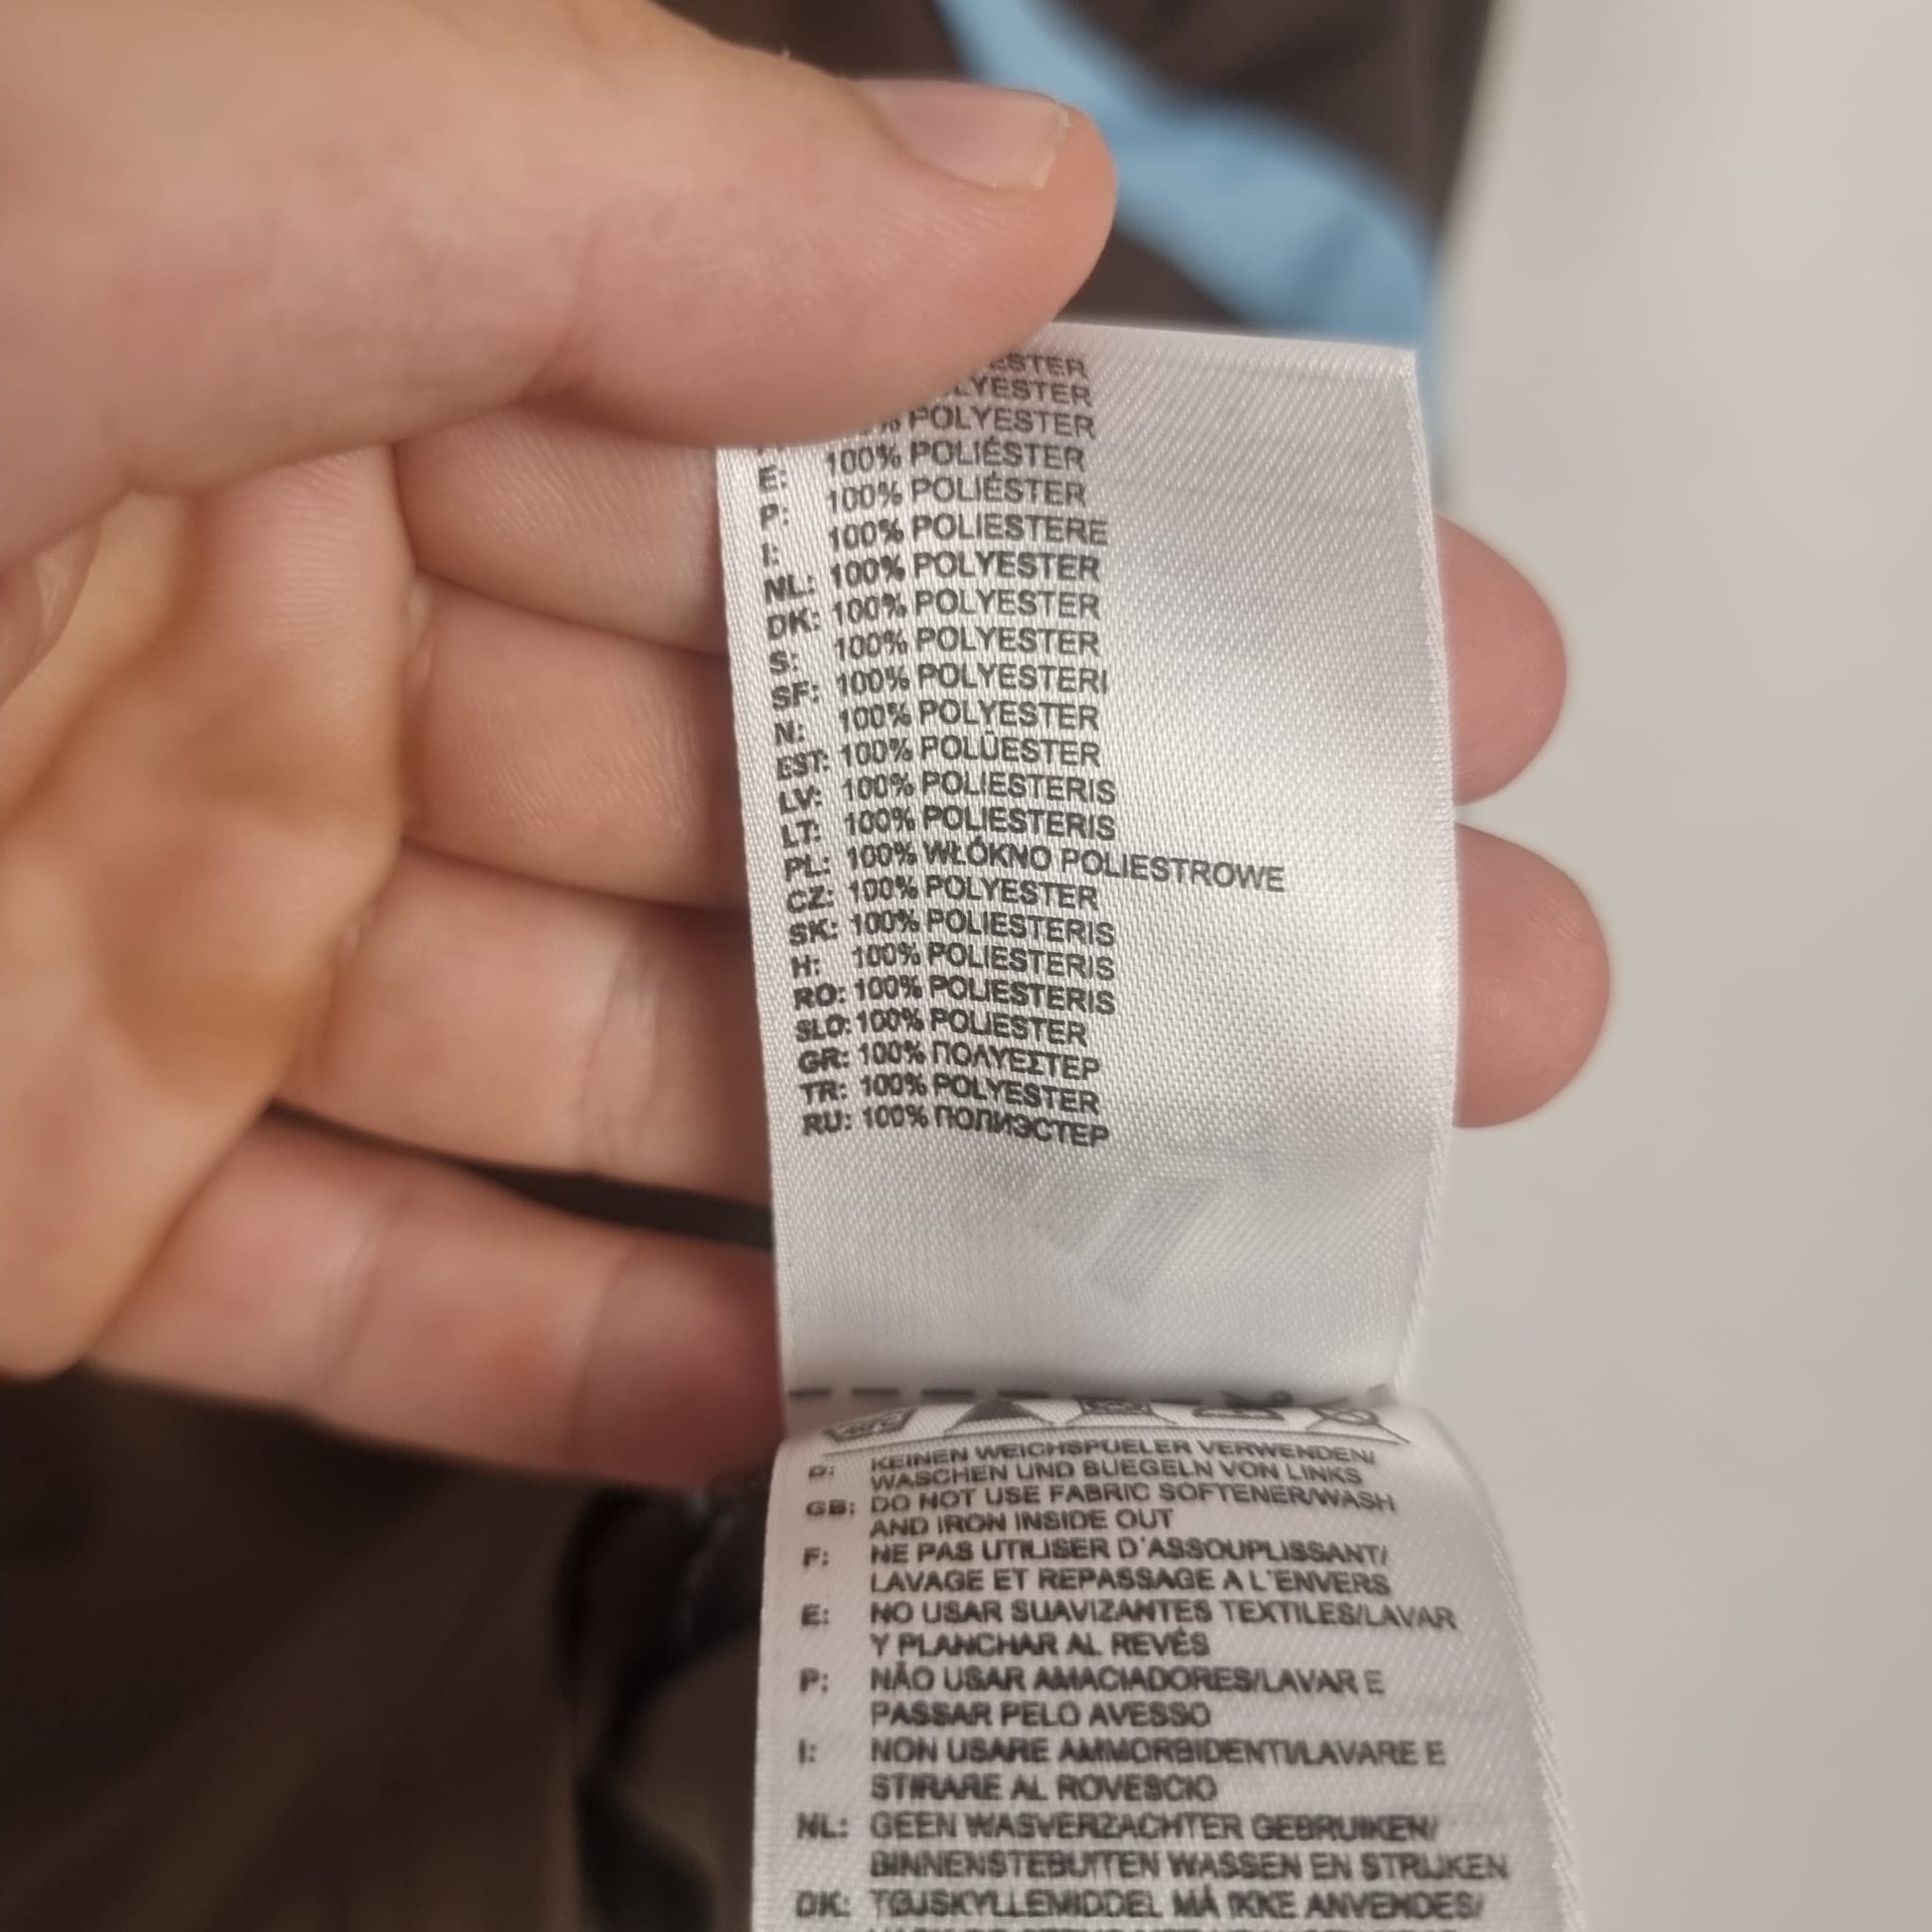 POLYESTER
E: 100% POLIÉSTER
P: 100% POLIÉSTER
I: 100% POLIESTERE
NL: 100% POLYESTER
DK: 100% POLYESTER
S: 100% POLYESTER
SF: 100% POLYESTERI
N: 100% POLYESTER
EST: 100% POLÜESTER
LV: 100% POLIESTERIS
LT: 100% POLIESTERIS
PL: 100% WŁÓKNO POLIESTROWE
CZ: 100% POLYESTER
SK: 100% POLIESTERIS
H: 100% POLIESTERIS
RO: 100% POLIESTERIS
SLO: 100% POLIESTER
GR: 100% ΠΟΛΥΕΣΤΕΡ
TR: 100% POLYESTER
RU: 100% ПОЛИЭСТЕР
D: KEINEN WEICHSPUELER VERWENDEN/
WASCHEN UND BUEGELN VON LINKS
GB: DO NOT USE FABRIC SOFTENER/WASH
AND IRON INSIDE OUT
F: NE PAS UTILISER D'ASSOUPLISSANT/
LAVAGE ET REPASSAGE A L'ENVERS
E: NO USAR SUAVIZANTES TEXTILES/LAVAR
Y PLANCHAR AL REVÉS
P: NÃO USAR AMACIADORES/LAVAR E
PASSAR PELO AVESSO
I: NON USARE AMMORBIDENTI/LAVARE E
STIRARE AL ROVESCIO
NL: GEEN WASVERZACHTER GEBRUIKEN/
BINNENSTEBUITEN WASSEN EN STRIJKEN
DK: TØJSKYLLEMIDDEL MÅ IKKE ANVENDES/